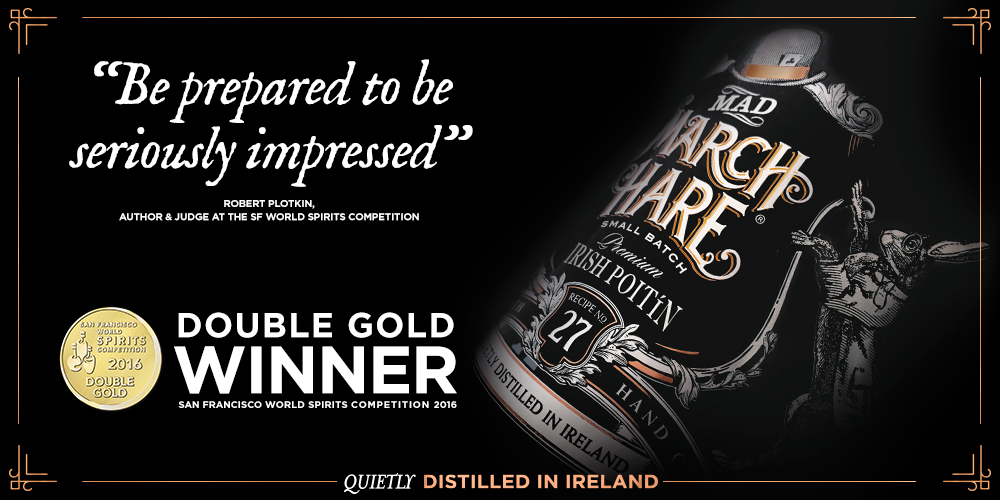 “Be prepared to be
seriously impressed”
ROBERT PLOTKIN,
AUTHOR & JUDGE AT THE SF WORLD SPIRITS COMPETITION
SAN FRANCISCO
WORLD
SPIRITS
COMPETITION
2016
DOUBLE
GOLD
DOUBLE GOLD
WINNER
SAN FRANCISCO WORLD SPIRITS COMPETITION 2016
MAD
MARCH
HARE®
SMALL BATCH
Premium
IRISH POITÍN
RECIPE NO
27
HAND
DISTILLED IN IRELAND
QUIETLY DISTILLED IN IRELAND